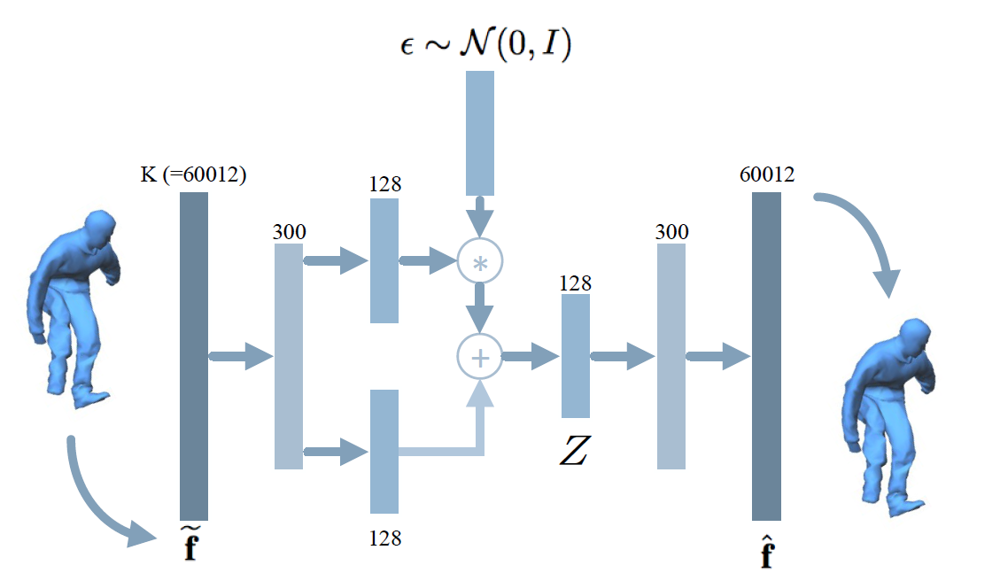 ϵ ∼ 𝒩(0, I)
K (=60012)
60012
128
300
300
*
128
+
Z
128
f̃
f̂